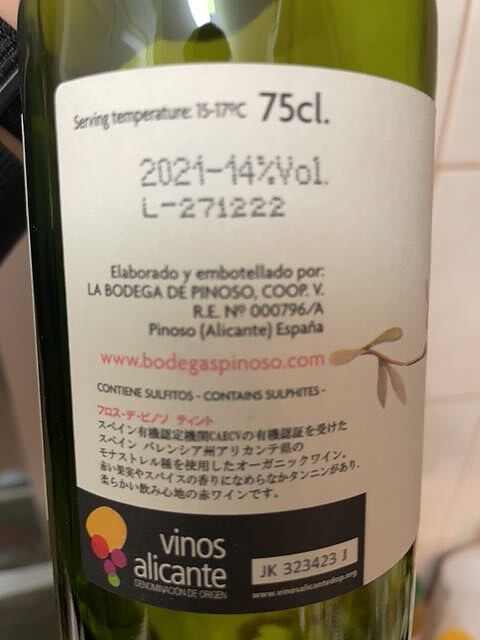 Serving temperature: 15-17ºC 75cl.
2021-14%Vol.
L-271222
Elaborado y embotellado por:
LA BODEGA DE PINOSO, COOP. V.
R.E. Nº 000796/A
Pinoso (Alicante) España
www.bodegaspinoso.com
CONTIENE SULFITOS - CONTAINS SULPHITES -
フロス・デ・ピノソ ティント
スペイン有機認定機関CAECVの有機認証を受けた
スペイン バレンシア州アリカンテ県の
モナストレル種を使用したオーガニックワイン。
赤い果実やスパイスの香りになめらなかタンニンがあり、
柔らかい飲み心地の赤ワインです。
vinos
alicante
DENOMINACIÓN DE ORIGEN
JK 323423 J
www.vinosalicantedop.org